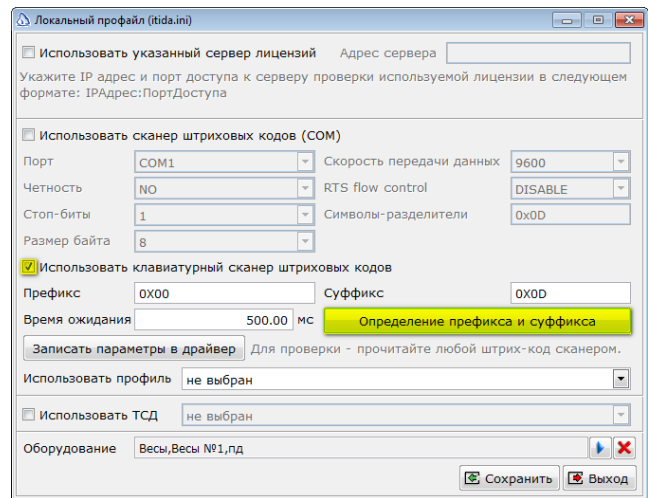 Локальный профайл (itida.ini)
Использовать указанный сервер лицензий Адрес сервера
Укажите IP адрес и порт доступа к серверу проверки используемой лицензии в следующем
формате: IPАдрес:ПортДоступа
Использовать сканер штриховых кодов (COM)
Порт COM1 Скорость передачи данных 9600
Четность NO RTS flow control DISABLE
Стоп-биты 1 Символы-разделители 0x0D
Размер байта 8
Использовать клавиатурный сканер штриховых кодов
Префикс 0X00 Суффикс 0X0D
Время ожидания 500.00 мс Определение префикса и суффикса
Записать параметры в драйвер Для проверки - прочитайте любой штрих-код сканером.
Использовать профиль не выбран
Использовать ТСД не выбран
Оборудование Весы,Весы №1,пд
Сохранить Выход